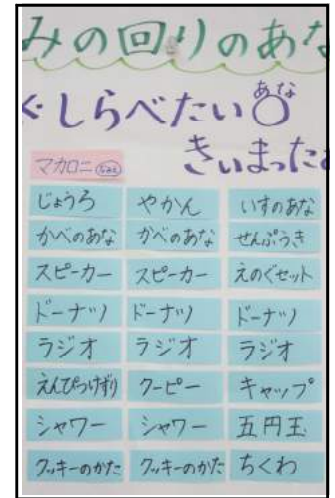 みの回りのあな
くしらべたいあな
きいまったよ
マカロニ
じょうろ やかん いすのあな
かべのあな かべのあな せんぷうき
スピーカー スピーカー えのぐセット
ドーナツ ドーナツ ドーナツ
ラジオ ラジオ ラジオ
えんぴつけずり クーピー キャップ
シャワー シャワー 五円玉
クッキーのかた クッキーのかた ちくわ